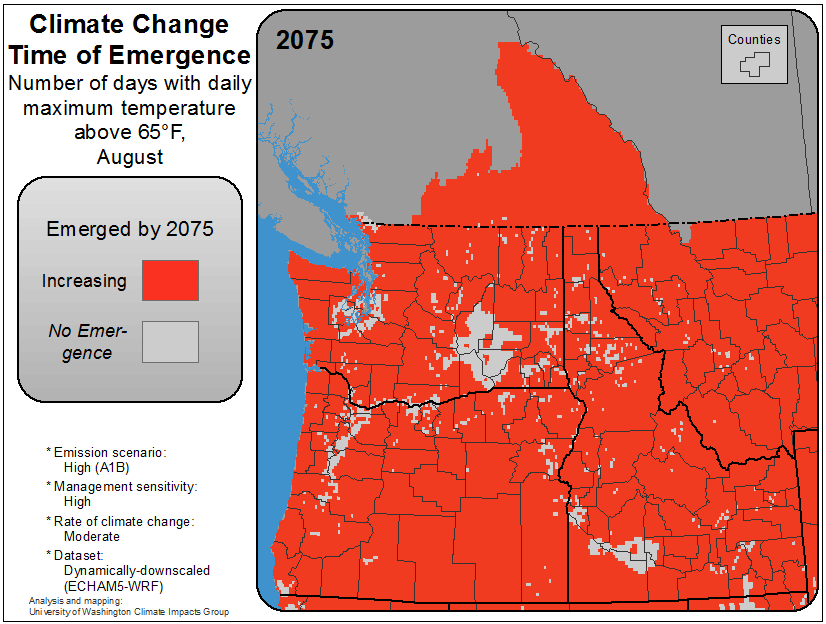 Climate Change
Time of Emergence
Number of days with daily
maximum temperature
above 65°F,
August
2075
Counties
Emerged by 2075
Increasing
No Emer-
gence
* Emission scenario:
High (A1B)
* Management sensitivity:
High
* Rate of climate change:
Moderate
* Dataset:
Dynamically-downscaled
(ECHAM5-WRF)
Analysis and mapping:
University of Washington Climate Impacts Group